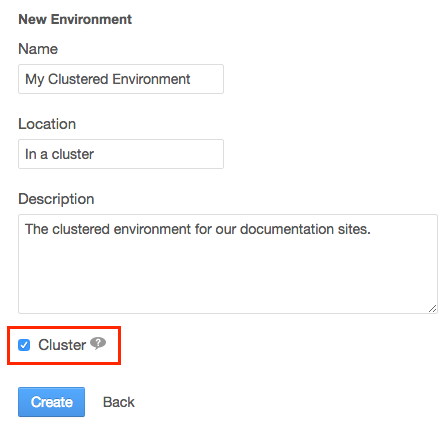 New Environment
Name
My Clustered Environment
Location
In a cluster
Description
The clustered environment for our documentation sites.
Cluster ?
Create Back